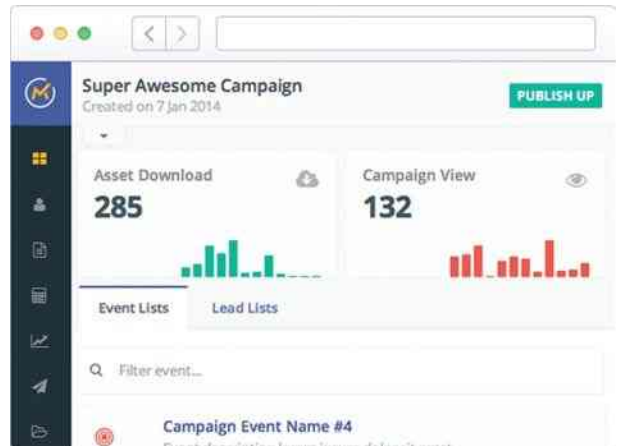 Super Awesome Campaign
Created on 7 Jan 2014
PUBLISH UP
Asset Download
285
Campaign View
132
Event Lists
Lead Lists
Filter event...
Campaign Event Name #4